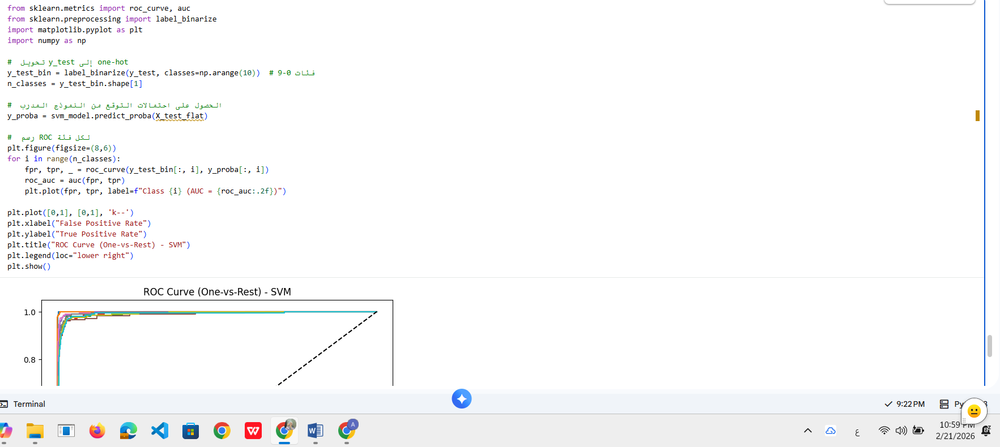 from sklearn.metrics import roc_curve, auc
from sklearn.preprocessing import label_binarize
import matplotlib.pyplot as plt
import numpy as np
# تحويل y_test إلى one-hot
y_test_bin = label_binarize(y_test, classes=np.arange(10))  # فئات 0-9
n_classes = y_test_bin.shape[1]
# الحصول على احتمالات التوقع من النموذج المدرب
y_proba = svm_model.predict_proba(X_test_flat)
# رسم ROC لكل فئة
plt.figure(figsize=(8,6))
for i in range(n_classes):
    fpr, tpr, _ = roc_curve(y_test_bin[:, i], y_proba[:, i])
    roc_auc = auc(fpr, tpr)
    plt.plot(fpr, tpr, label=f"Class {i} (AUC = {roc_auc:.2f})")
plt.plot([0,1], [0,1], 'k--')
plt.xlabel("False Positive Rate")
plt.ylabel("True Positive Rate")
plt.title("ROC Curve (One-vs-Rest) - SVM")
plt.legend(loc="lower right")
plt.show()
ROC Curve (One-vs-Rest) - SVM
1.0
0.8
Terminal
9:22 PM
Py
3
A
W
ع
10:59 PM
2/21/2026